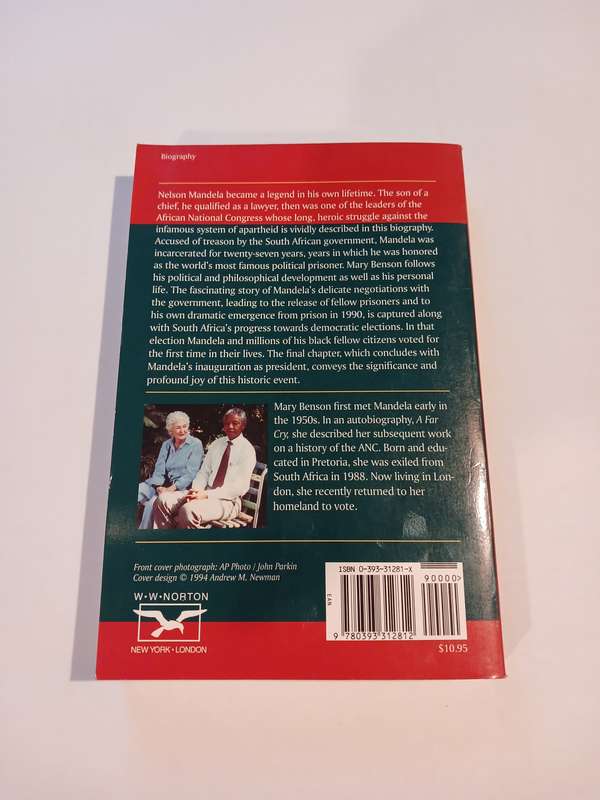 Biography
Nelson Mandela became a legend in his own lifetime. The son of a
chief, he qualified as a lawyer, then was one of the leaders of the
African National Congress whose long, heroic struggle against the
infamous system of apartheid is vividly described in this biography.
Accused of treason by the South African government, Mandela was
incarcerated for twenty-seven years, years in which he was honored
as the world's most famous political prisoner. Mary Benson follows
his political and philosophical development as well as his personal
life. The fascinating story of Mandela's delicate negotiations with
the government, leading to the release of fellow prisoners and to
his own dramatic emergence from prison in 1990, is captured along
with South Africa's progress towards democratic elections. In that
election Mandela and millions of his black fellow citizens voted for
the first time in their lives. The final chapter, which concludes with
Mandela's inauguration as president, conveys the significance and
profound joy of this historic event.
Mary Benson first met Mandela early in
the 1950s. In an autobiography, A Far
Cry, she described her subsequent work
on a history of the ANC. Born and edu-
cated in Pretoria, she was exiled from
South Africa in 1988. Now living in Lon-
don, she recently returned to her
homeland to vote.
Front cover photograph: AP Photo / John Parkin
Cover design © 1994 Andrew M. Newman
W·W·NORTON
NEW YORK · LONDON
ISBN 0-393-31281-X
90000>
EAN
9 780393 312812
$10.95